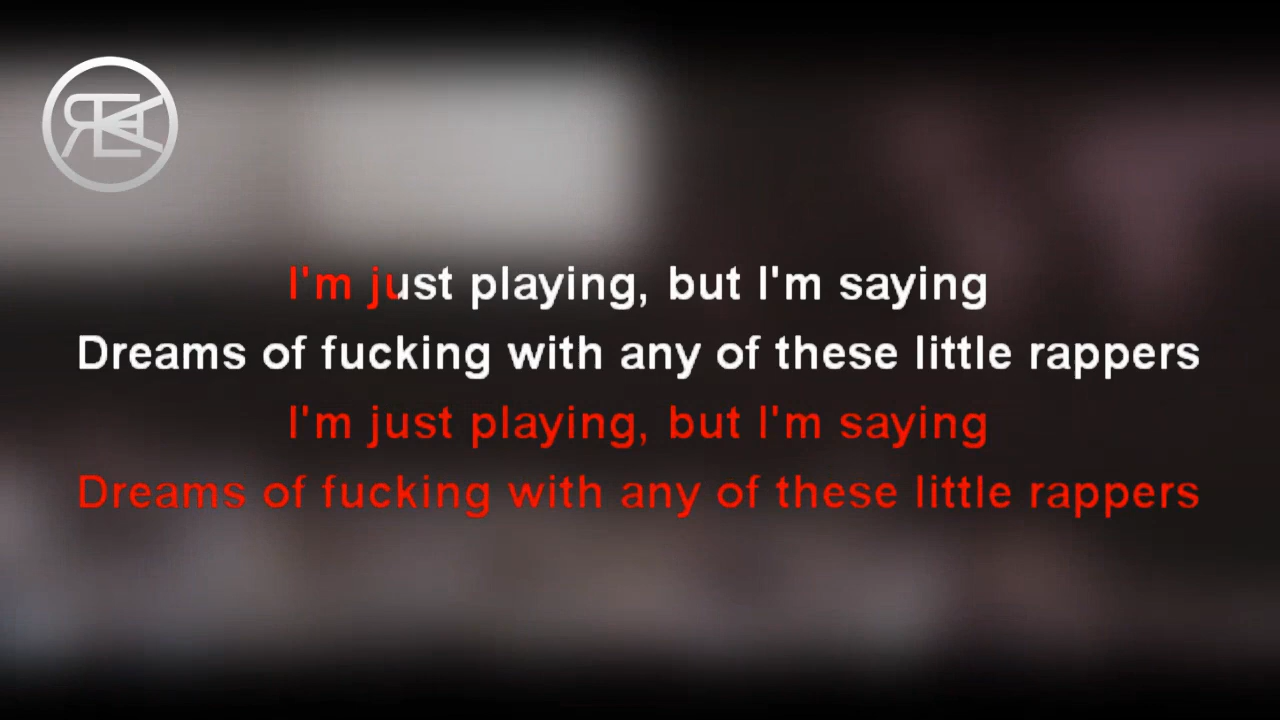 I'm just playing, but I'm saying
Dreams of fucking with any of these little rappers
I'm just playing, but I'm saying
Dreams of fucking with any of these little rappers